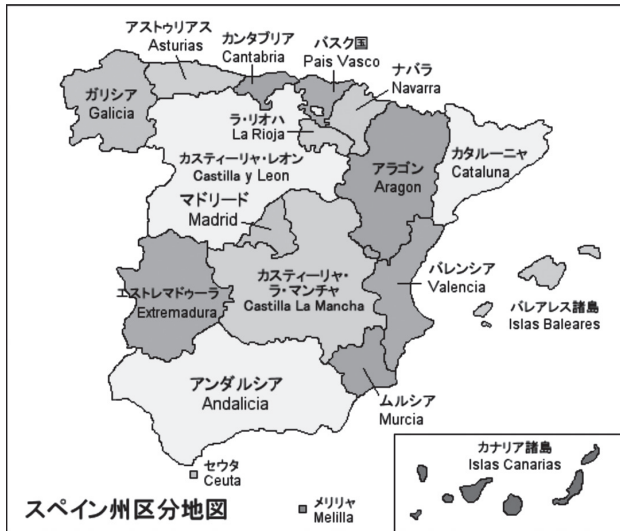 アストゥリアス
Asturias
カンタブリア
Cantabria
バスク国
Pais Vasco
ナバラ
Navarra
ガリシア
Galicia
ラ・リオハ
La Rioja
カスティーリャ・レオン
Castilla y Leon
アラゴン
Aragon
カタルーニャ
Cataluna
マドリード
Madrid
カスティーリャ・
ラ・マンチャ
Castilla La Mancha
バレンシア
Valencia
バレアレス諸島
Islas Baleares
エストレマドゥーラ
Extremadura
アンダルシア
Andalicia
ムルシア
Murcia
カナリア諸島
Islas Canarias
セウタ
Ceuta
メリリャ
Melilla
スペイン州区分地図